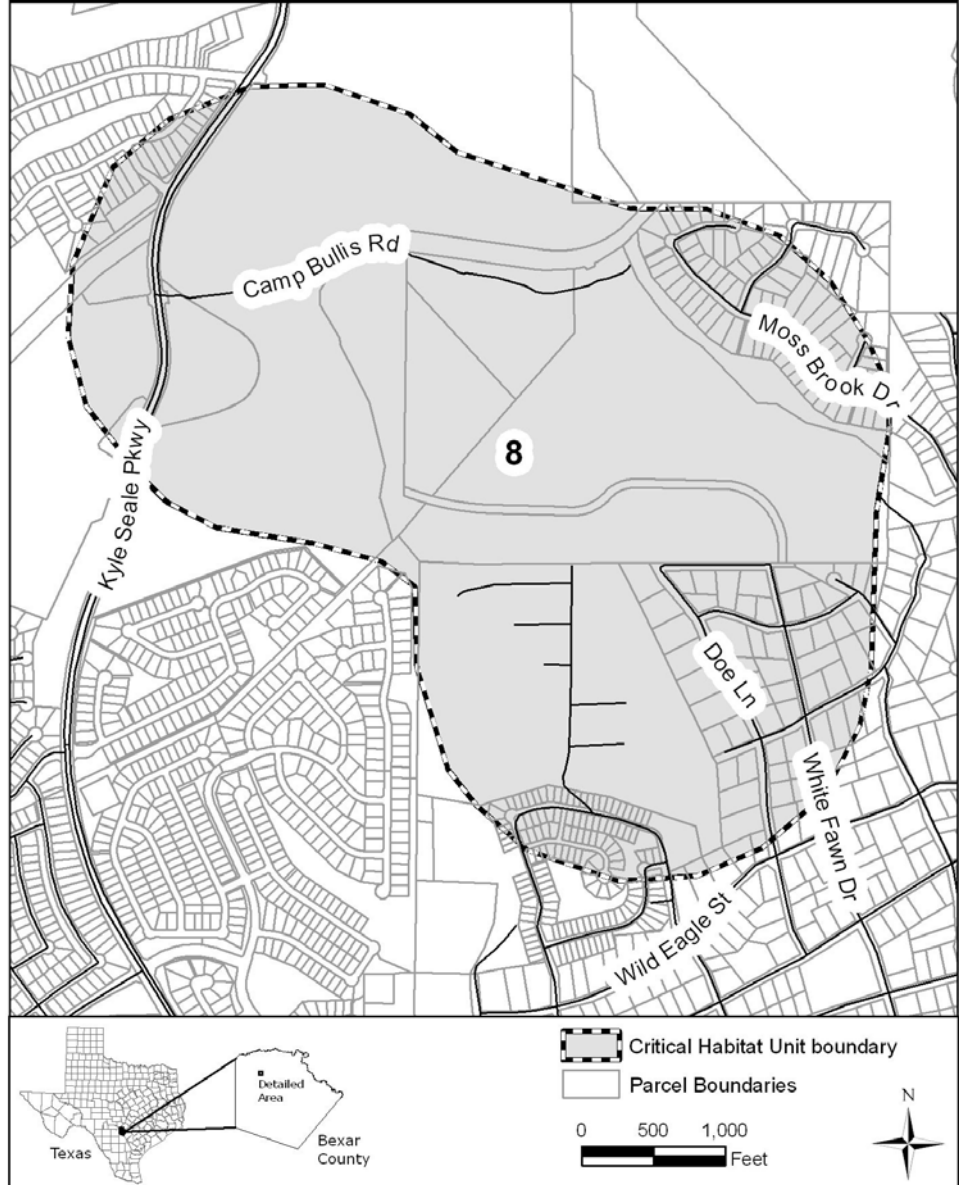 Camp Bullis Rd
Moss Brook Dr
8
Kyle Seale Pkwy
Doe Ln
White Fawn Dr
Wild Eagle St
Texas
Detailed
Area
Bexar
County
Critical Habitat Unit boundary
Parcel Boundaries
0 500 1,000
Feet
N